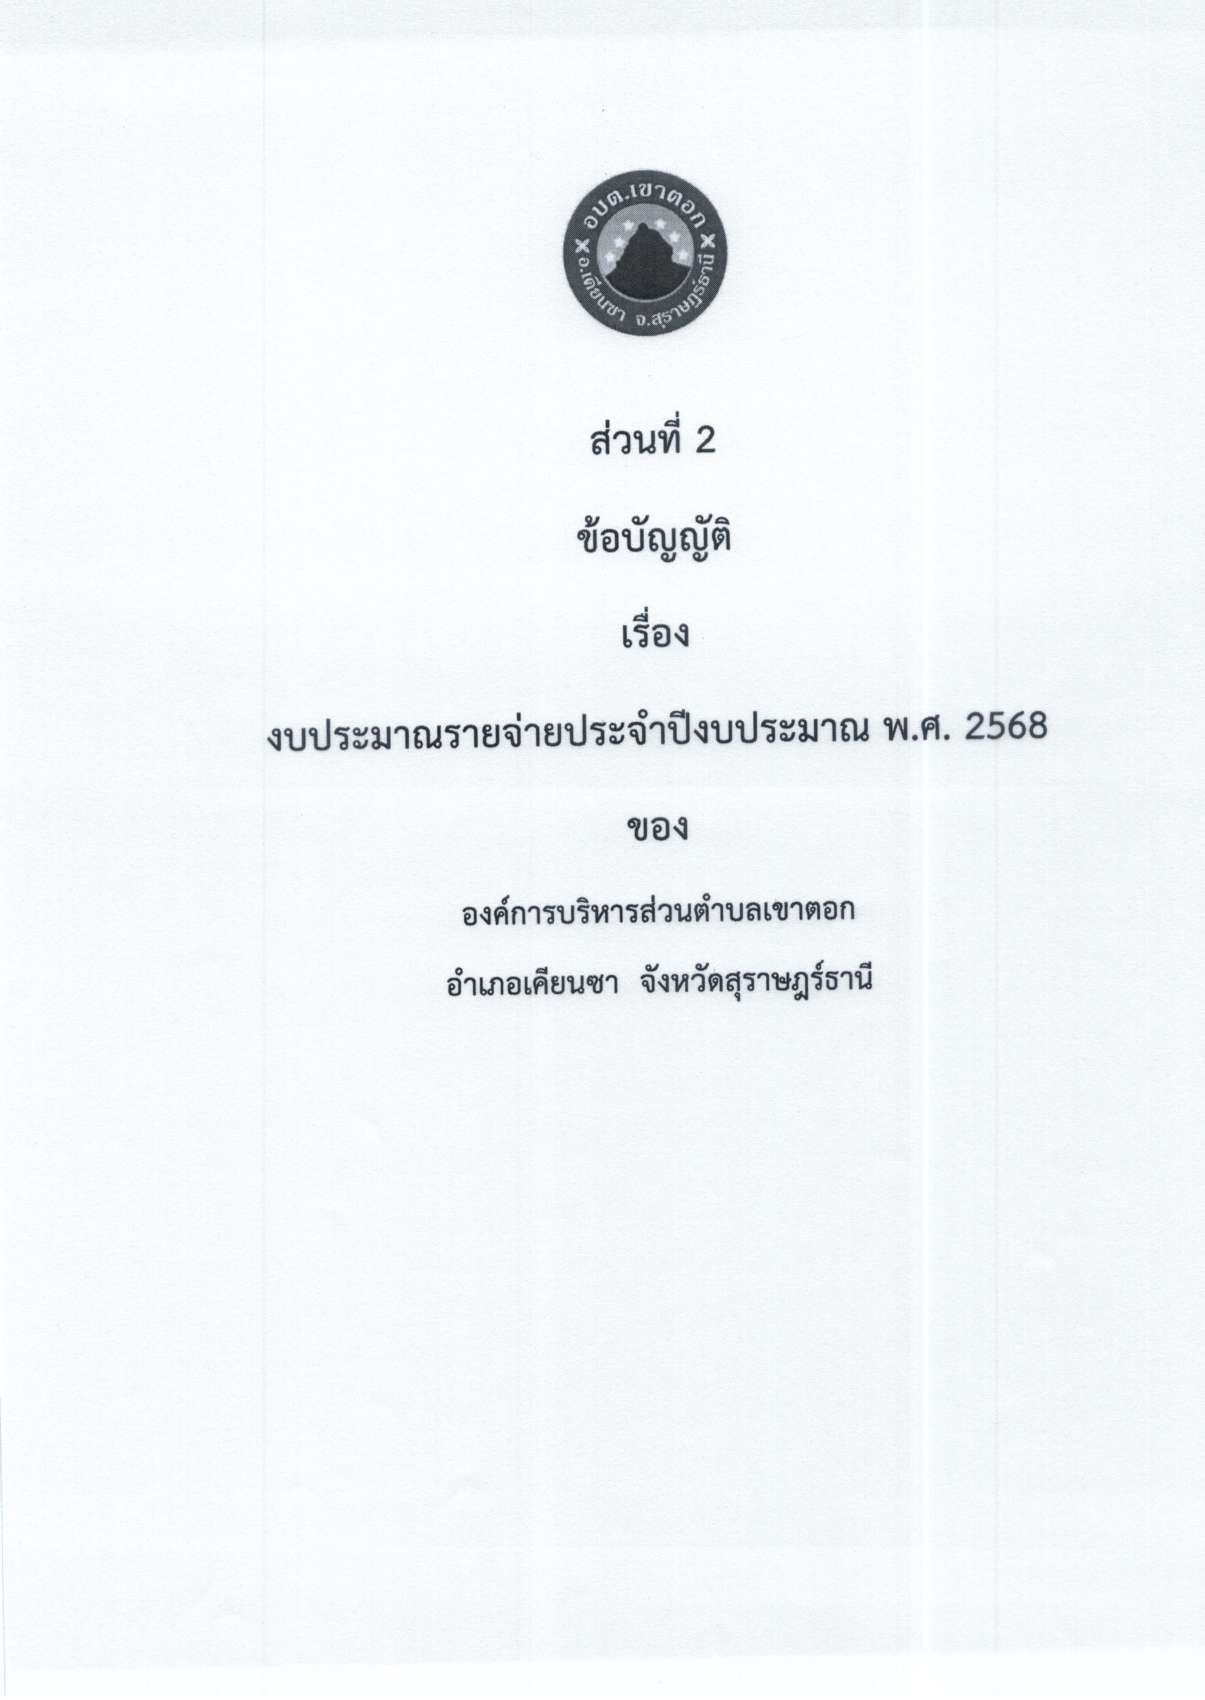 อบต.เขาตอก
อ.เคียนซา จ.สุราษฎร์ธานี
ส่วนที่ 2
ข้อบัญญัติ
เรื่อง
งบประมาณรายจ่ายประจำปีงบประมาณ พ.ศ. 2568
ของ
องค์การบริหารส่วนตำบลเขาตอก
อำเภอเคียนซา จังหวัดสุราษฎร์ธานี